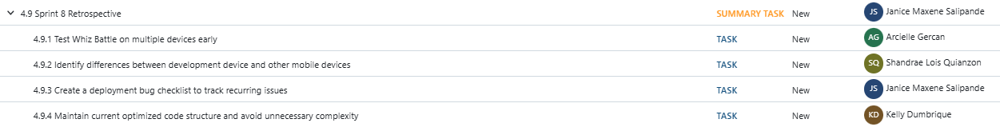 4.9 Sprint 8 Retrospective SUMMARY TASK New JS Janice Maxene Salipande
4.9.1 Test Whiz Battle on multiple devices early TASK New AG Arcielle Gercan
4.9.2 Identify differences between development device and other mobile devices TASK New SQ Shandrae Lois Quianzon
4.9.3 Create a deployment bug checklist to track recurring issues TASK New JS Janice Maxene Salipande
4.9.4 Maintain current optimized code structure and avoid unnecessary complexity TASK New KD Kelly Dumbrique